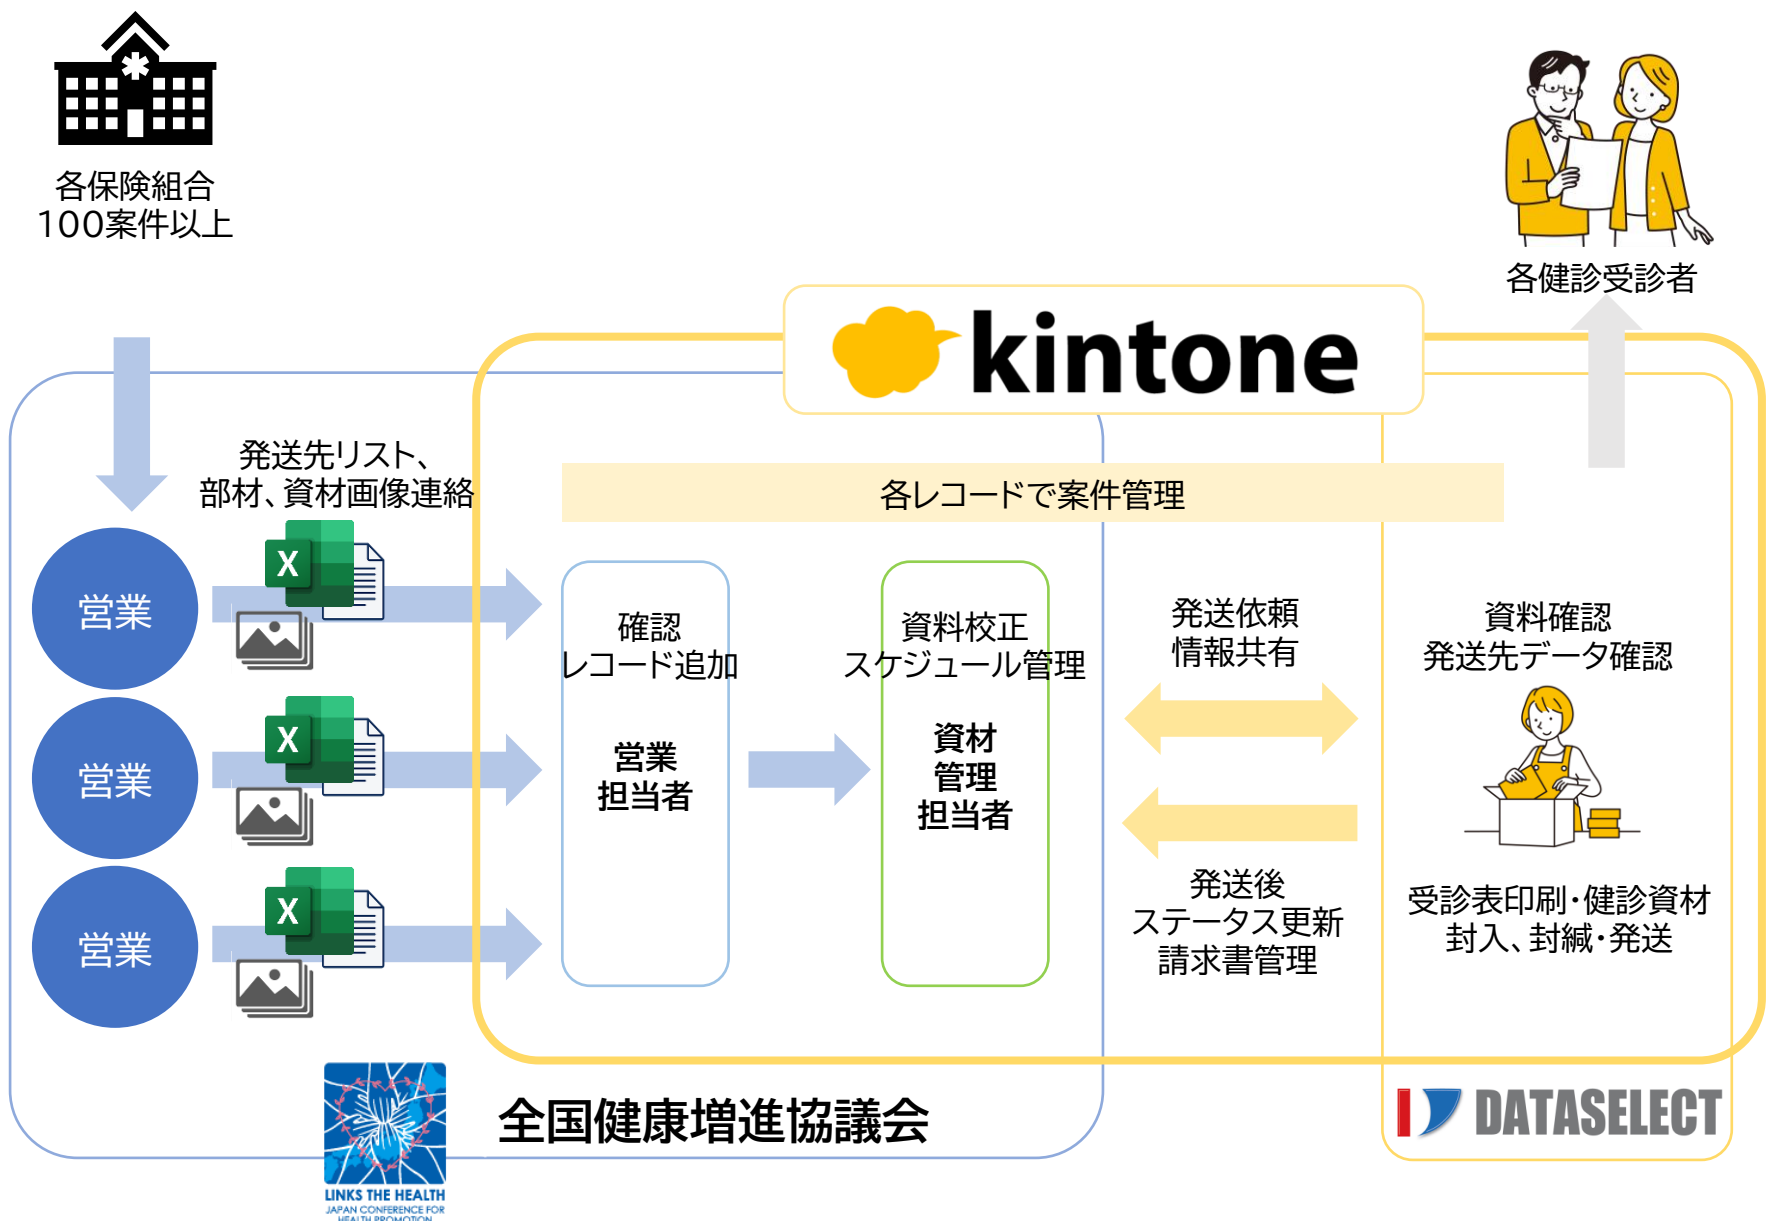 各保険組合
100案件以上
各健診受診者
kintone
発送先リスト、
部材、資材画像連絡
各レコードで案件管理
営業
X
営業
X
営業
X
確認
レコード追加
営業
担当者
資料校正
スケジュール管理
資材
管理
担当者
発送依頼
情報共有
発送後
ステータス更新
請求書管理
資料確認
発送先データ確認
受診表印刷・健診資材
封入、封緘・発送
LINKS THE HEALTH
JAPAN CONFERENCE FOR
HEALTH PROMOTION
全国健康増進協議会
DATASELECT